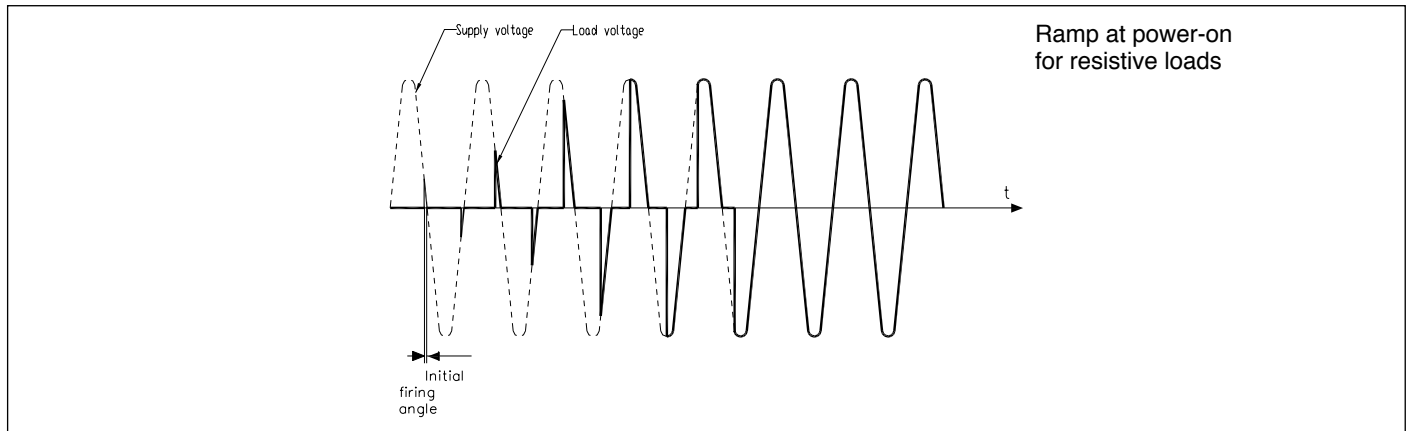 Supply voltage
Load voltage
Ramp at power-on
for resistive loads
t
Initial
firing
angle